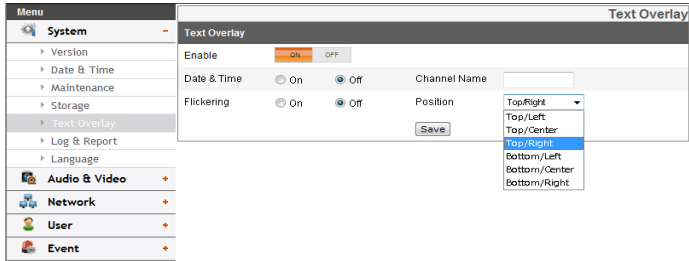 Menu
System
Version
Date & Time
Maintenance
Storage
Text Overlay
Log & Report
Language
Audio & Video
Network
User
Event
Text Overlay
Text Overlay
Enable ON OFF
Date & Time On Off Channel Name
Flickering On Off Position Top/Right
Save
Top/Left
Top/Center
Top/Right
Bottom/Left
Bottom/Center
Bottom/Right